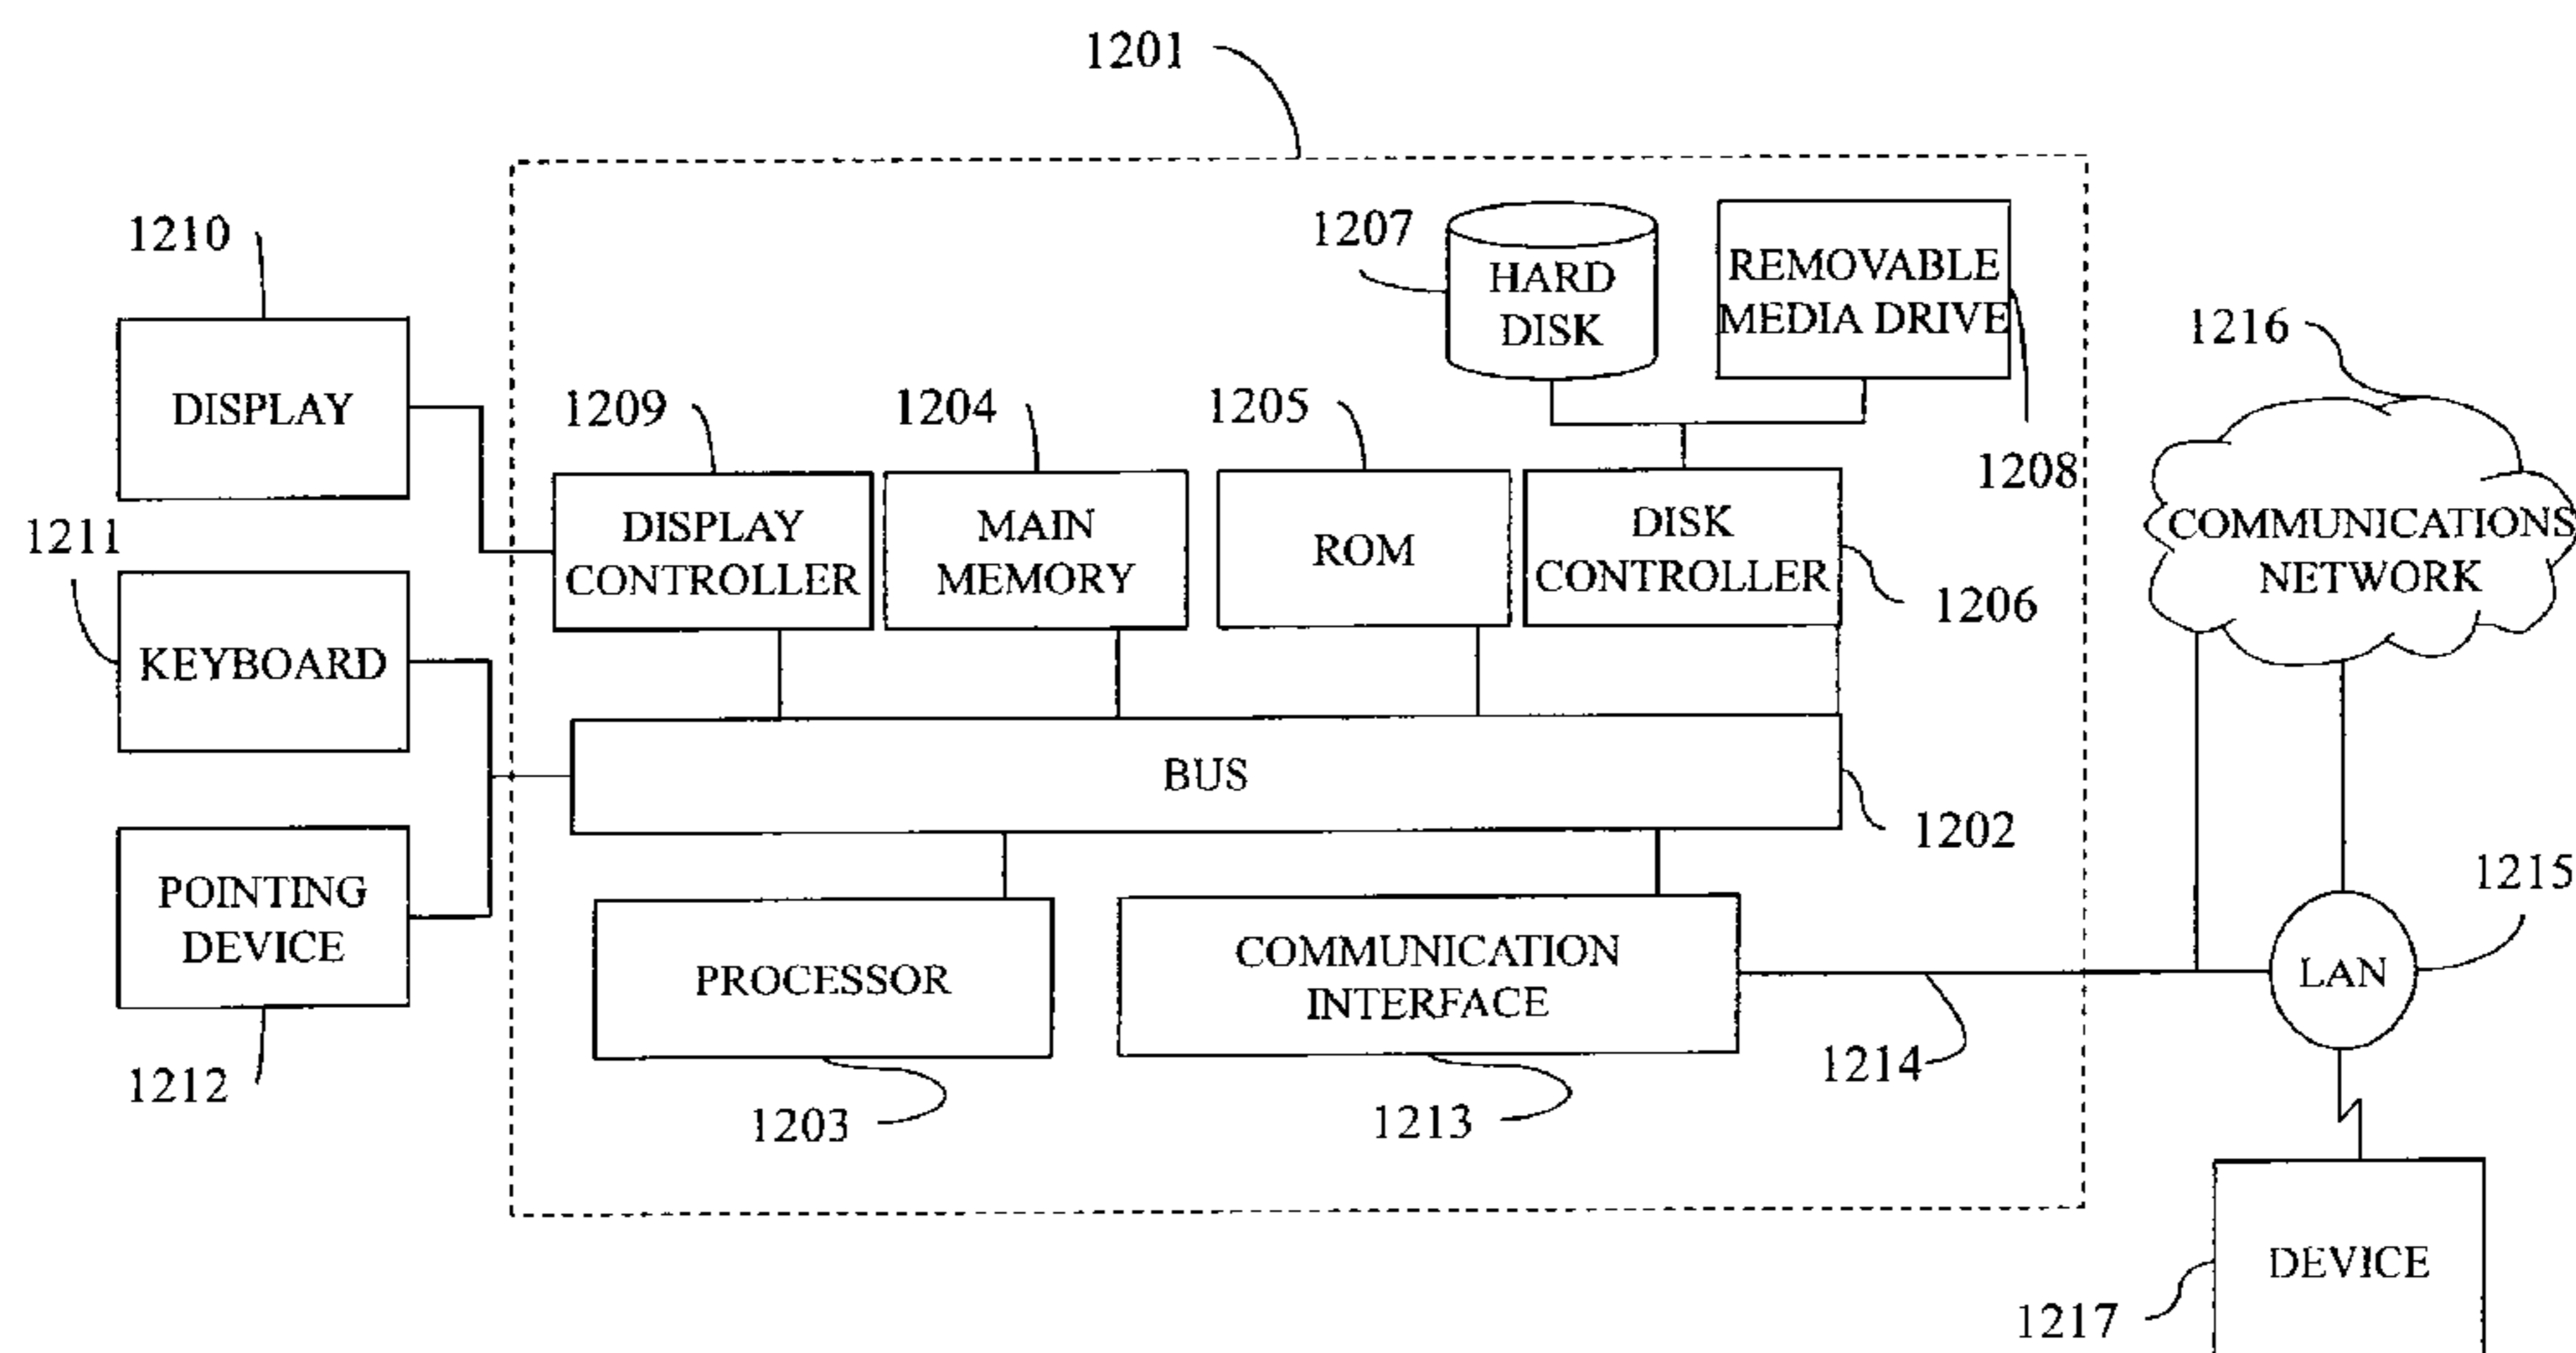 1201
1210
1207
HARD
DISK
REMOVABLE
MEDIA DRIVE
1216
DISPLAY
1209
1204
1205
1208
COMMUNICATIONS
NETWORK
1211
DISPLAY
CONTROLLER
MAIN
MEMORY
ROM
DISK
CONTROLLER
1206
KEYBOARD
BUS
1202
POINTING
DEVICE
1215
PROCESSOR
COMMUNICATION
INTERFACE
LAN
1212
1203
1213
1214
DEVICE
1217